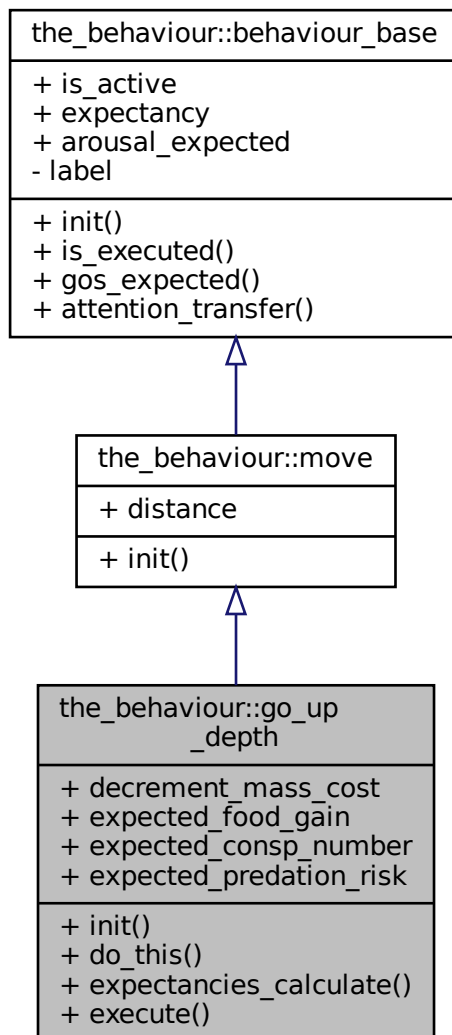 the_behaviour::behaviour_base
+ is_active
+ expectancy
+ arousal_expected
- label
+ init()
+ is_executed()
+ gos_expected()
+ attention_transfer()
the_behaviour::move
+ distance
+ init()
the_behaviour::go_up
_depth
+ decrement_mass_cost
+ expected_food_gain
+ expected_consp_number
+ expected_predation_risk
+ init()
+ do_this()
+ expectancies_calculate()
+ execute()